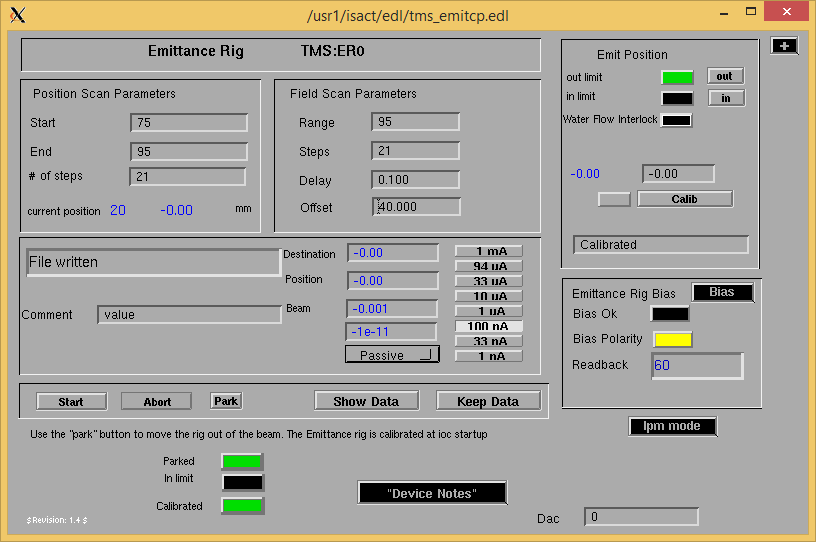 /usr1/isact/edl/tms_emitcp.edl
Emittance Rig TMS:ER0
Position Scan Parameters
Start 75
End 95
# of steps 21
current position 20 -0.00 mm
Field Scan Parameters
Range 95
Steps 21
Delay 0.100
Offset 40.000
Emit Position
out limit out
in limit in
Water Flow Interlock
-0.00 -0.00
Calib
Calibrated
+
File written
Comment value
Destination -0.00
Position -0.00
Beam -0.001
-1e-11
Passive
1 mA
94 uA
33 uA
10 uA
1 uA
100 nA
33 nA
1 nA
Emittance Rig Bias Bias
Bias Ok
Bias Polarity
Readback 60
Start Abort Park Show Data Keep Data
Ipm mode
Use the "park" button to move the rig out of the beam. The Emittance rig is calibrated at ioc startup
Parked
In limit
Calibrated
"Device Notes"
$Revision: 1.4 $
Dac 0